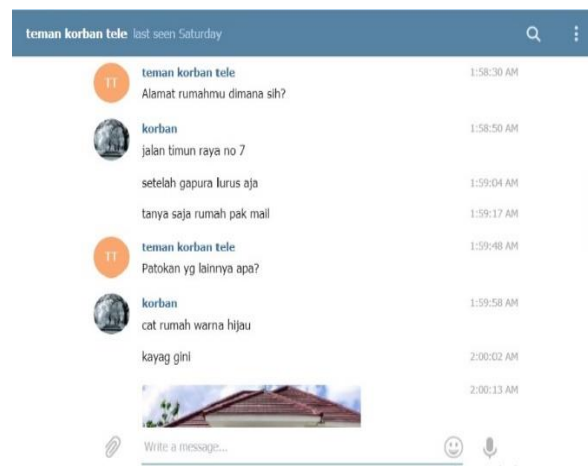 teman korban tele last seen Saturday
TT
teman korban tele 1:58:30 AM
Alamat rumahmu dimana sih?
korban 1:58:50 AM
jalan timun raya no 7
setelah gapura lurus aja 1:59:04 AM
tanya saja rumah pak mail 1:59:17 AM
TT
teman korban tele 1:59:48 AM
Patokan yg lainnya apa?
korban 1:59:58 AM
cat rumah warna hijau
kayag gini 2:00:02 AM
2:00:13 AM
Write a message...